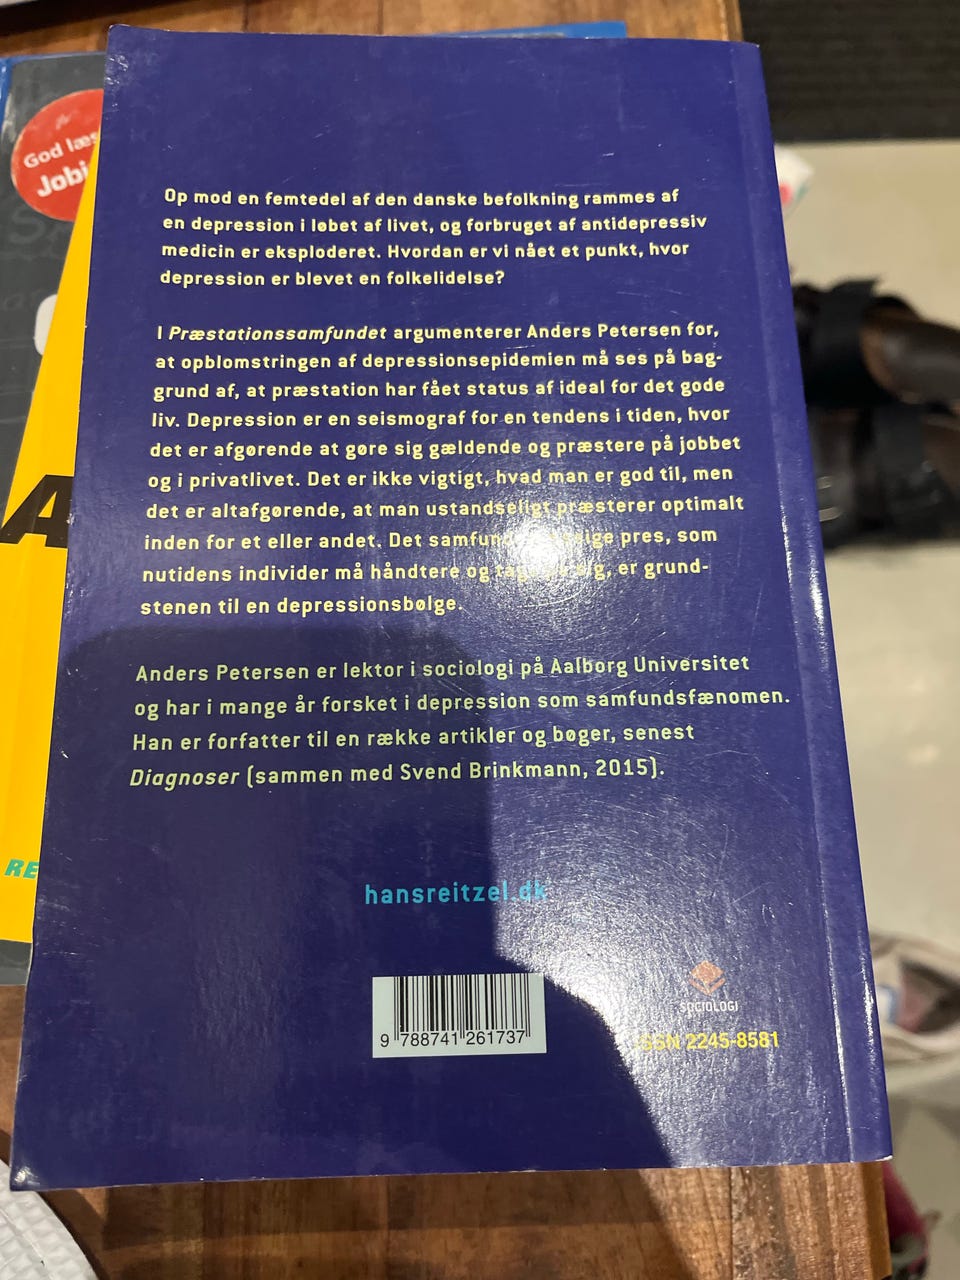 God læs
Jobi
Op mod en femtedel af den danske befolkning rammes af
en depression i løbet af livet, og forbruget af antidepressiv
medicin er eksploderet. Hvordan er vi nået et punkt, hvor
depression er blevet en folkelidelse?
I Præstationssamfundet argumenterer Anders Petersen for,
at opblomstringen af depressionsepidemien må ses på bag-
grund af, at præstation har fået status af ideal for det gode
liv. Depression er en seismograf for en tendens i tiden, hvor
det er afgørende at gøre sig gældende og præstere på jobbet
og i privatlivet. Det er ikke vigtigt, hvad man er god til, men
det er altafgørende, at man ustandseligt præsterer optimalt
inden for et eller andet. Det pres, som
nutidens individer må håndtere og sig, er grund-
stenen til en depressionsbølge.
Anders Petersen er lektor i sociologi på Aalborg Universitet
og har i mange år forsket i depression som samfundsfænomen.
Han er forfatter til en række artikler og bøger, senest
Diagnoser (sammen med Svend Brinkmann, 2015).
A
RE
hansreitzel.dk
SOCIOLOGI
ISSN 2245-8581
9 788741 261737